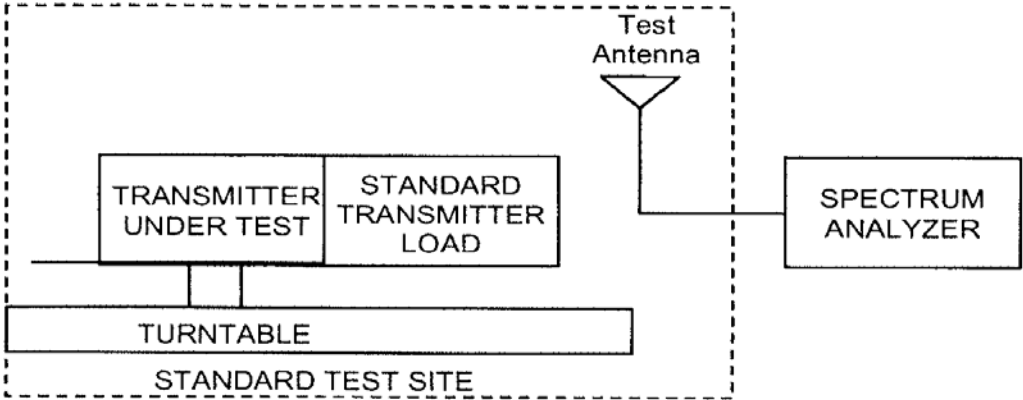 Test
Antenna
TRANSMITTER
UNDER TEST
STANDARD
TRANSMITTER
LOAD
SPECTRUM
ANALYZER
TURNTABLE
STANDARD TEST SITE